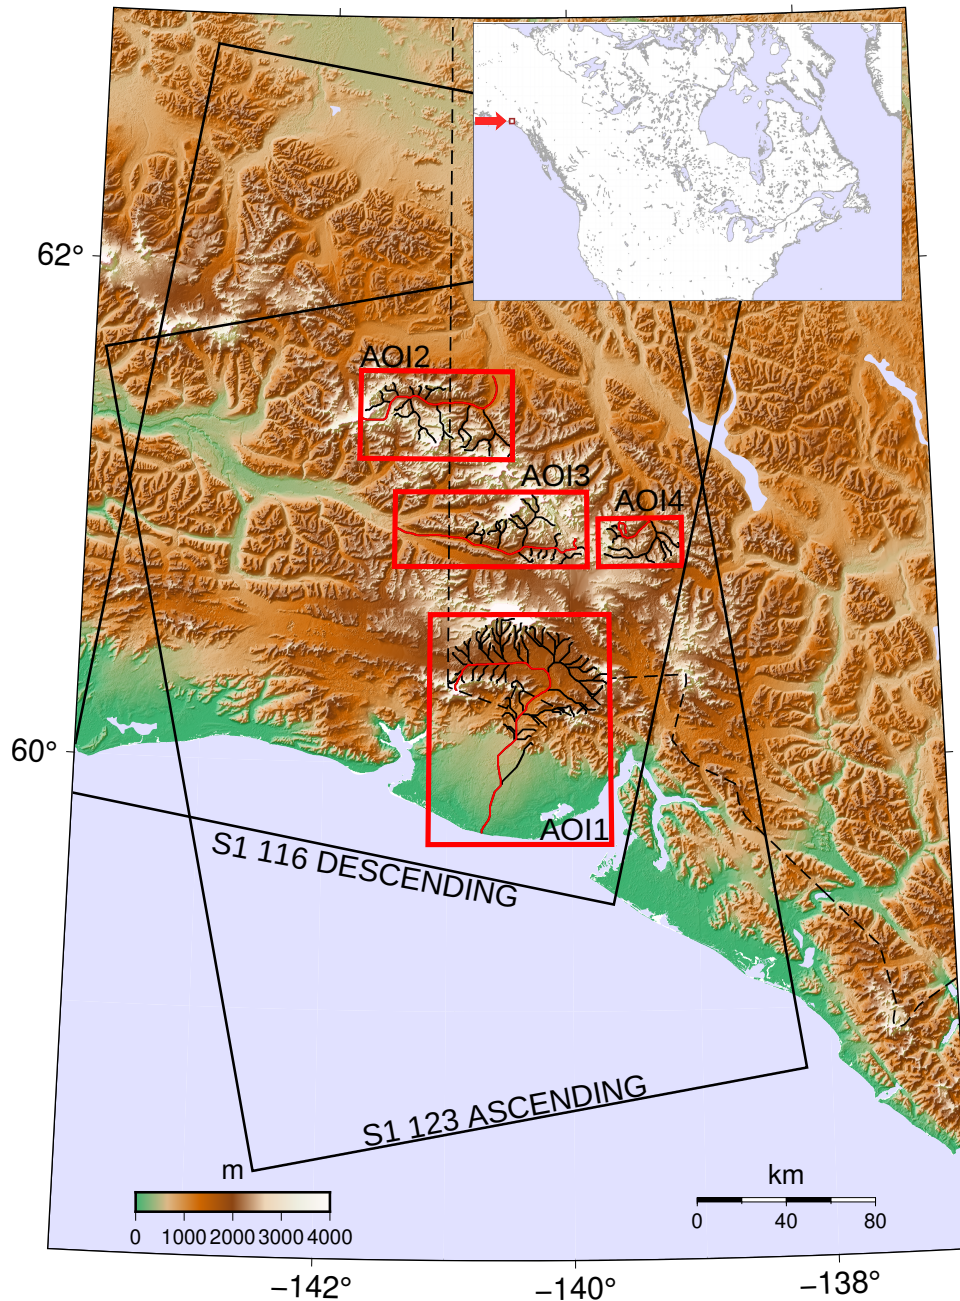 62°
AOI2
AOI3
AOI4
60°
AOI1
S1 116 DESCENDING
S1 123 ASCENDING
m
0 1000 2000 3000 4000
km
0 40 80
−142° −140° −138°